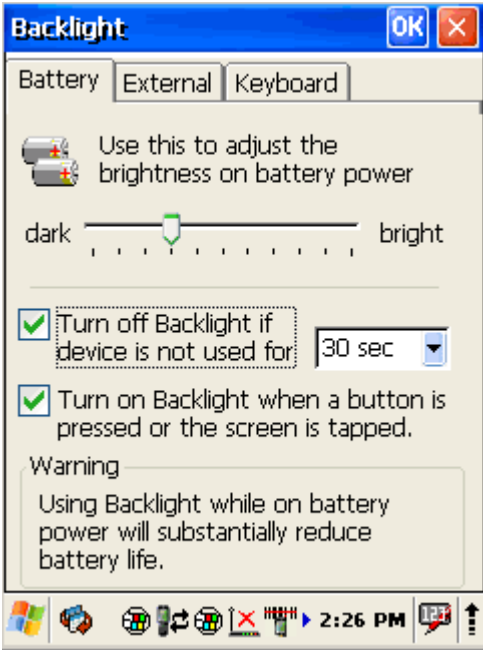 Backlight OK
Battery External Keyboard
Use this to adjust the
brightness on battery power
dark bright
Turn off Backlight if
device is not used for 30 sec
Turn on Backlight when a button is
pressed or the screen is tapped.
Warning
Using Backlight while on battery
power will substantially reduce
battery life.
2:26 PM 123